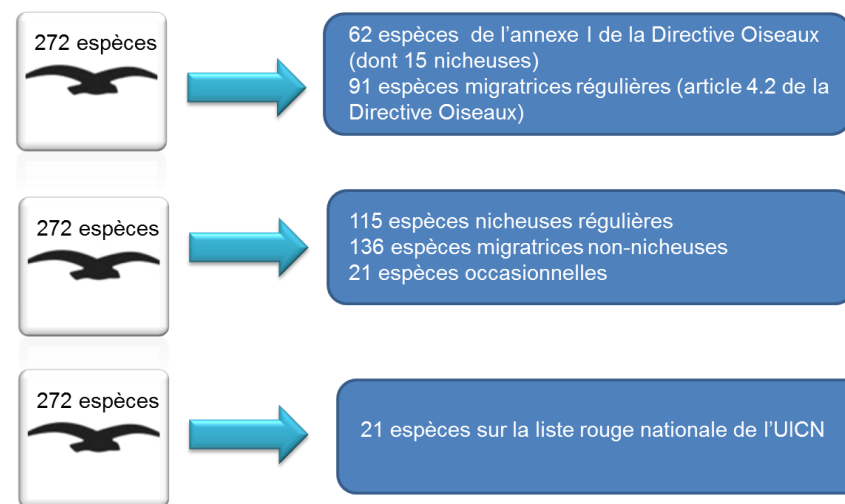 272 espèces
62 espèces de l’annexe I de la Directive Oiseaux
(dont 15 nicheuses)
91 espèces migratrices régulières (article 4.2 de la
Directive Oiseaux)
272 espèces
115 espèces nicheuses régulières
136 espèces migratrices non-nicheuses
21 espèces occasionnelles
272 espèces
21 espèces sur la liste rouge nationale de l’UICN